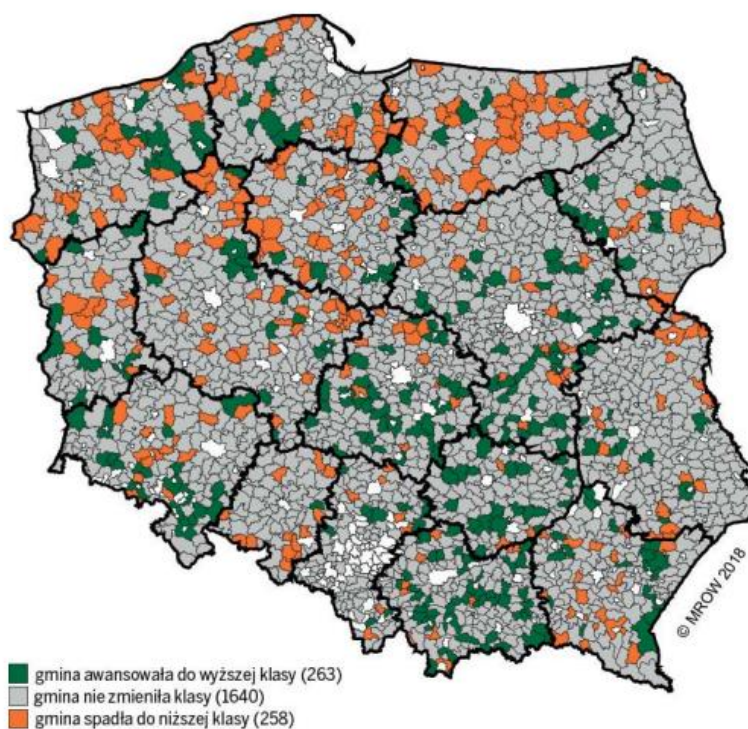 © MROW 2018
gmina awansowała do wyższej klasy (263)
gmina nie zmieniła klasy (1640)
gmina spadła do niższej klasy (258)